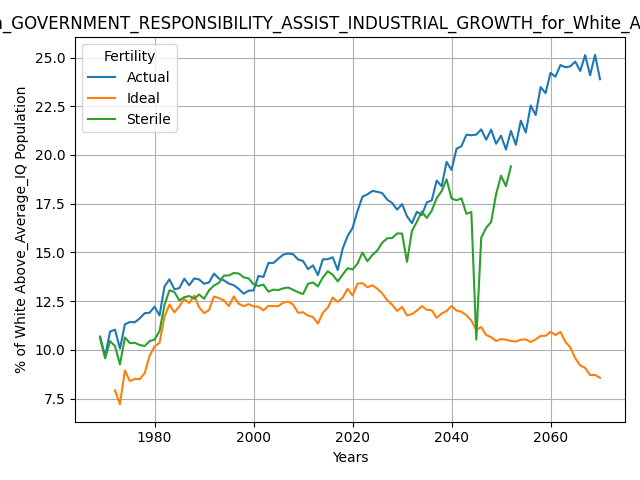 _GOVERNMENT_RESPONSIBILITY_ASSIST_INDUSTRIAL_GROWTH_for_White_A
Fertility
Actual
Ideal
Sterile
% of White Above_Average_IQ Population
25.0
22.5
20.0
17.5
15.0
12.5
10.0
7.5
1980
2000
2020
2040
2060
Years